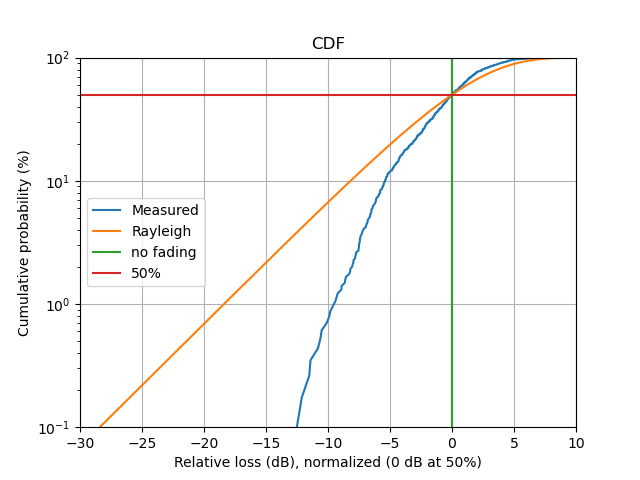 CDF
Cumulative probability (%)
10²
10¹
10⁰
10⁻¹
Measured
Rayleigh
no fading
50%
−30 −25 −20 −15 −10 −5 0 5 10
Relative loss (dB), normalized (0 dB at 50%)